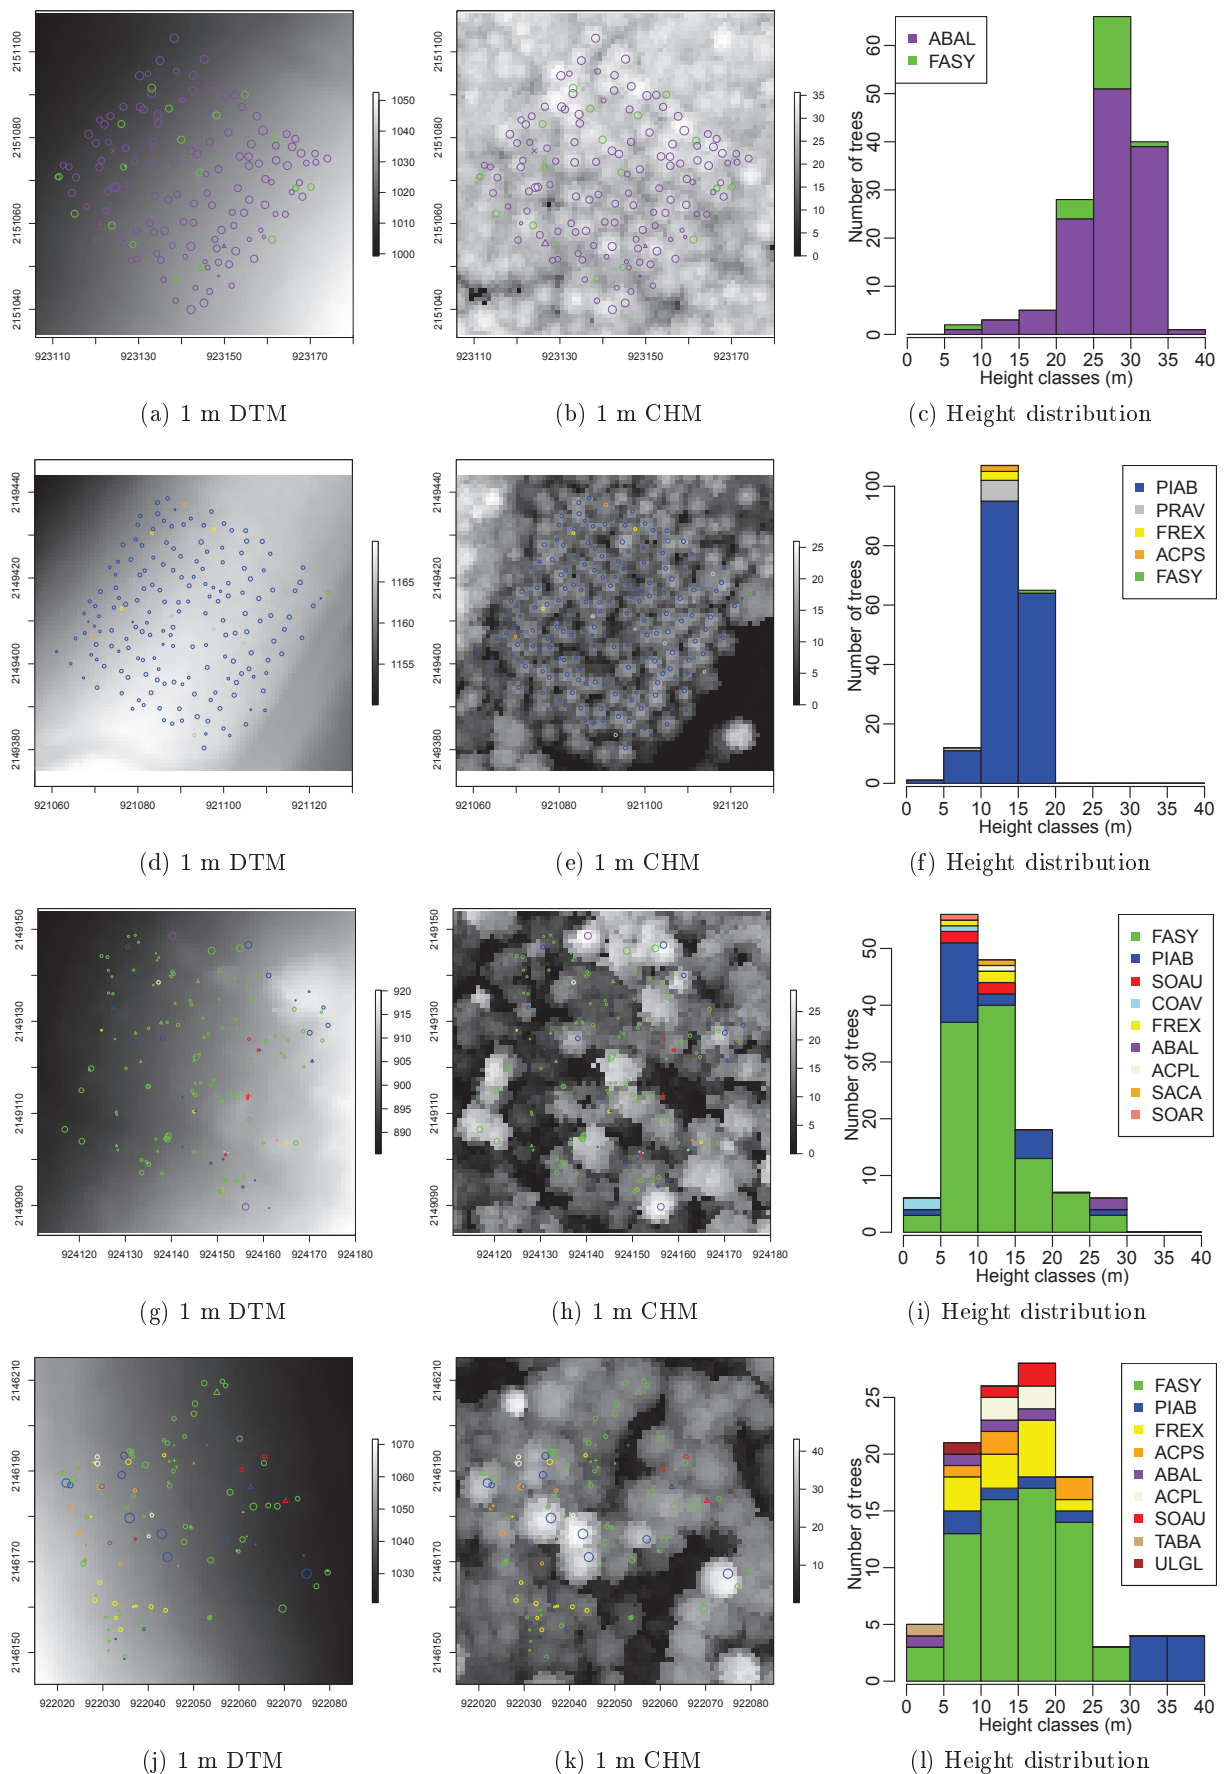 2151100
2151080
2151060
2151040
923110 923130 923150 923170
1050
1040
1030
1020
1010
1000
(a) 1 m DTM
2151100
2151080
2151060
2151040
923110 923130 923150 923170
35
30
25
20
15
10
5
0
(b) 1 m CHM
ABAL
FASY
Number of trees
60
50
40
30
20
10
0
0 5 10 15 20 25 30 35 40
Height classes (m)
(c) Height distribution
2149440
2149420
2149400
2149380
921060 921080 921100 921120
1165
1160
1155
(d) 1 m DTM
2149440
2149420
2149400
2149380
921060 921080 921100 921120
25
20
15
10
5
0
(e) 1 m CHM
PIAB
PRAV
FREX
ACPS
FASY
Number of trees
100
80
60
40
20
0
0 5 10 15 20 25 30 35 40
Height classes (m)
(f) Height distribution
2149150
2149130
2149110
2149090
924120 924130 924140 924150 924160 924170 924180
920
910
905
900
895
890
(g) 1 m DTM
2149150
2149130
2149110
2149090
924120 924130 924140 924150 924160 924170 924180
25
20
15
10
5
0
(h) 1 m CHM
FASY
PIAB
SOAU
COAV
FREX
ABAL
ACPL
SACA
SOAR
Number of trees
50
40
30
20
10
0
0 5 10 15 20 25 30 35 40
Height classes (m)
(i) Height distribution
2146210
2146190
2146170
2146150
922020 922030 922040 922050 922060 922070 922080
1070
1060
1050
1040
1030
(j) 1 m DTM
2146210
2146190
2146170
2146150
922020 922030 922040 922050 922060 922070 922080
40
30
20
10
(k) 1 m CHM
FASY
PIAB
FREX
ACPS
ABAL
ACPL
SOAU
TABA
ULGL
Number of trees
25
20
15
10
5
0
0 5 10 15 20 25 30 35 40
Height classes (m)
(l) Height distribution